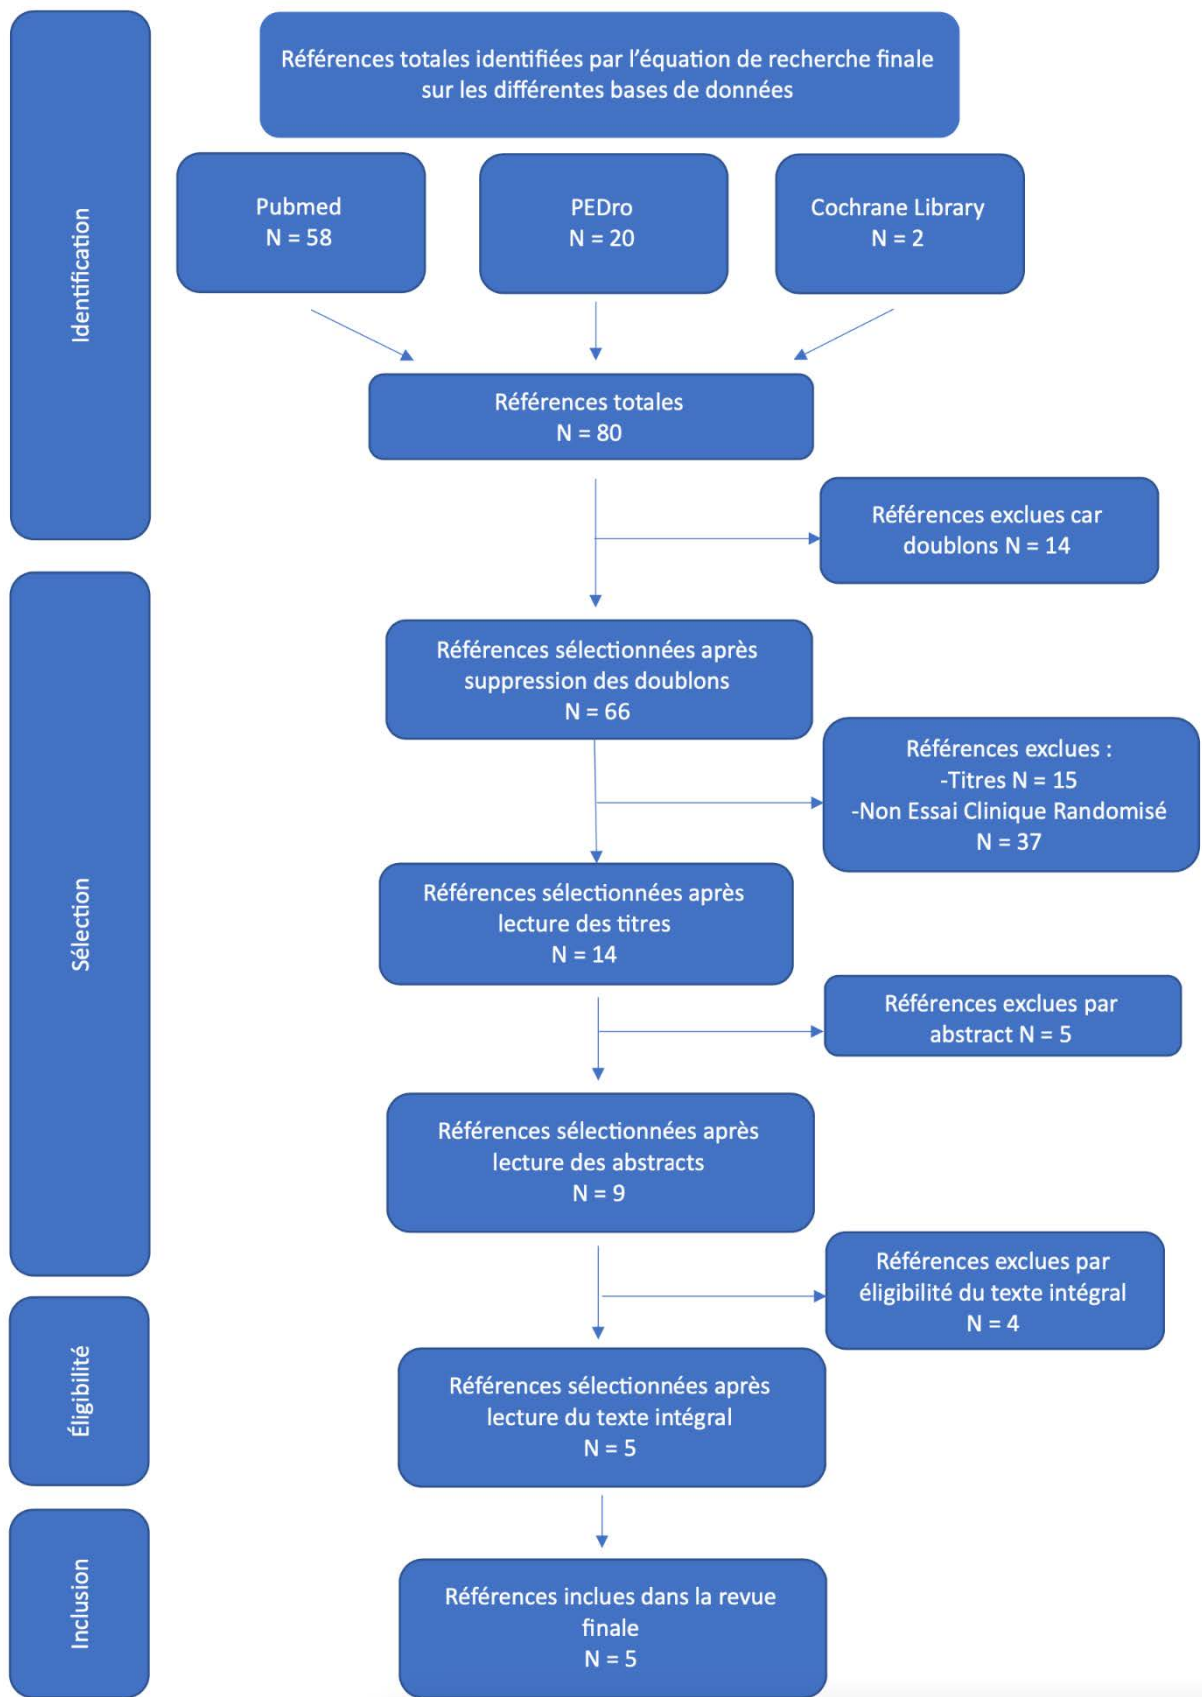 Identification
Références totales identifiées par l'équation de recherche finale
sur les différentes bases de données
Pubmed
N = 58
PEDro
N = 20
Cochrane Library
N = 2
Références totales
N = 80
Références exclues car
doublons N = 14
Sélection
Références sélectionnées après
suppression des doublons
N = 66
Références exclues :
-Titres N = 15
-Non Essai Clinique Randomisé
N = 37
Références sélectionnées après
lecture des titres
N = 14
Références exclues par
abstract N = 5
Références sélectionnées après
lecture des abstracts
N = 9
Références exclues par
éligibilité du texte intégral
N = 4
Éligibilité
Références sélectionnées après
lecture du texte intégral
N = 5
Inclusion
Références inclues dans la revue
finale
N = 5